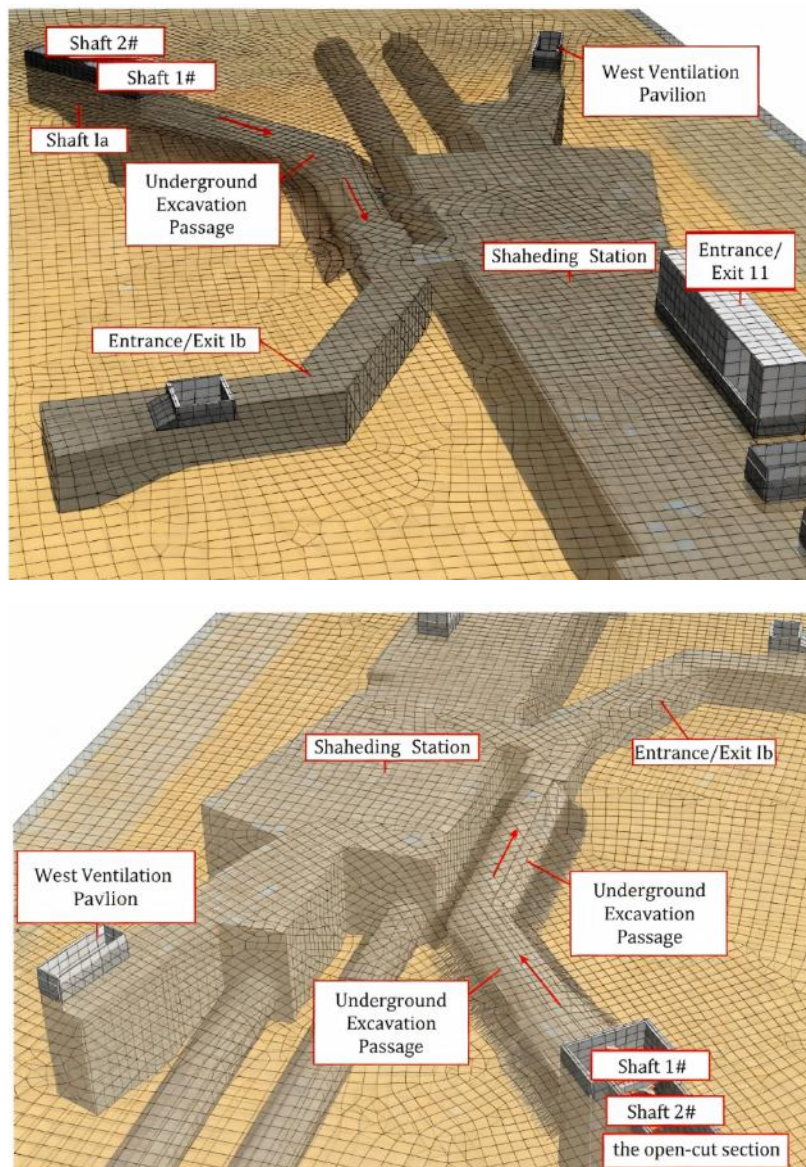 Shaft 2#
Shaft 1#
West Ventilation
Pavilion
Shaft Ia
Underground
Excavation
Passage
Shaheding Station
Entrance/
Exit 11
Entrance/Exit Ib
Shaheding Station
Entrance/Exit Ib
West Ventilation
Pavlion
Underground
Excavation
Passage
Underground
Excavation
Passage
Shaft 1#
Shaft 2#
the open-cut section